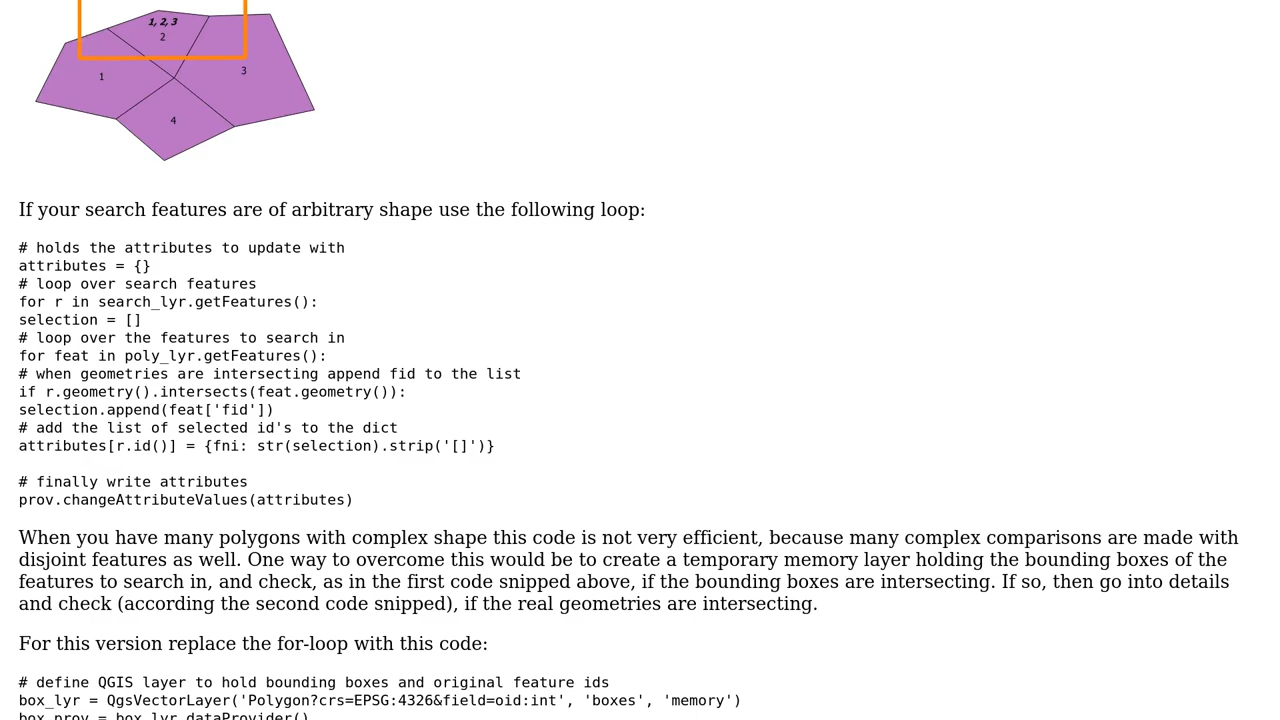 1, 2, 3
2
3
1
4
If your search features are of arbitrary shape use the following loop:
# holds the attributes to update with
attributes = {}
# loop over search features
for r in search_lyr.getFeatures():
selection = []
# loop over the features to search in
for feat in poly_lyr.getFeatures():
# when geometries are intersecting append fid to the list
if r.geometry().intersects(feat.geometry()):
selection.append(feat['fid'])
# add the list of selected id's to the dict
attributes[r.id()] = {fni: str(selection).strip('[]')}
# finally write attributes
prov.changeAttributeValues(attributes)
When you have many polygons with complex shape this code is not very efficient, because many complex comparisons are made with
disjoint features as well. One way to overcome this would be to create a temporary memory layer holding the bounding boxes of the
features to search in, and check, as in the first code snipped above, if the bounding boxes are intersecting. If so, then go into details
and check (according the second code snipped), if the real geometries are intersecting.
For this version replace the for-loop with this code:
# define QGIS layer to hold bounding boxes and original feature ids
box_lyr = QgsVectorLayer('Polygon?crs=EPSG:4326&field=oid:int', 'boxes', 'memory')
box_prov = box_lyr.dataProvider()